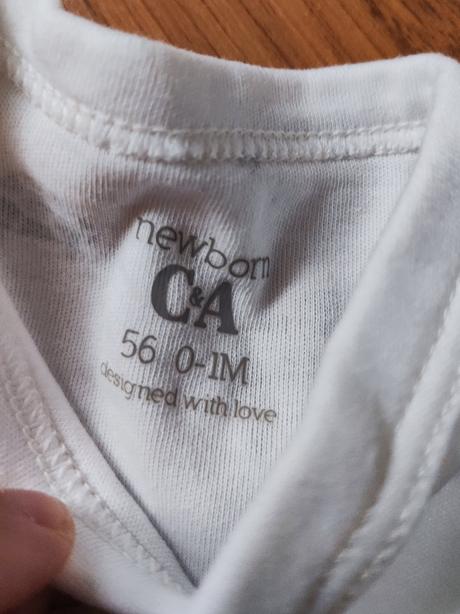 newborn
C&A
56 0-1M
designed with love